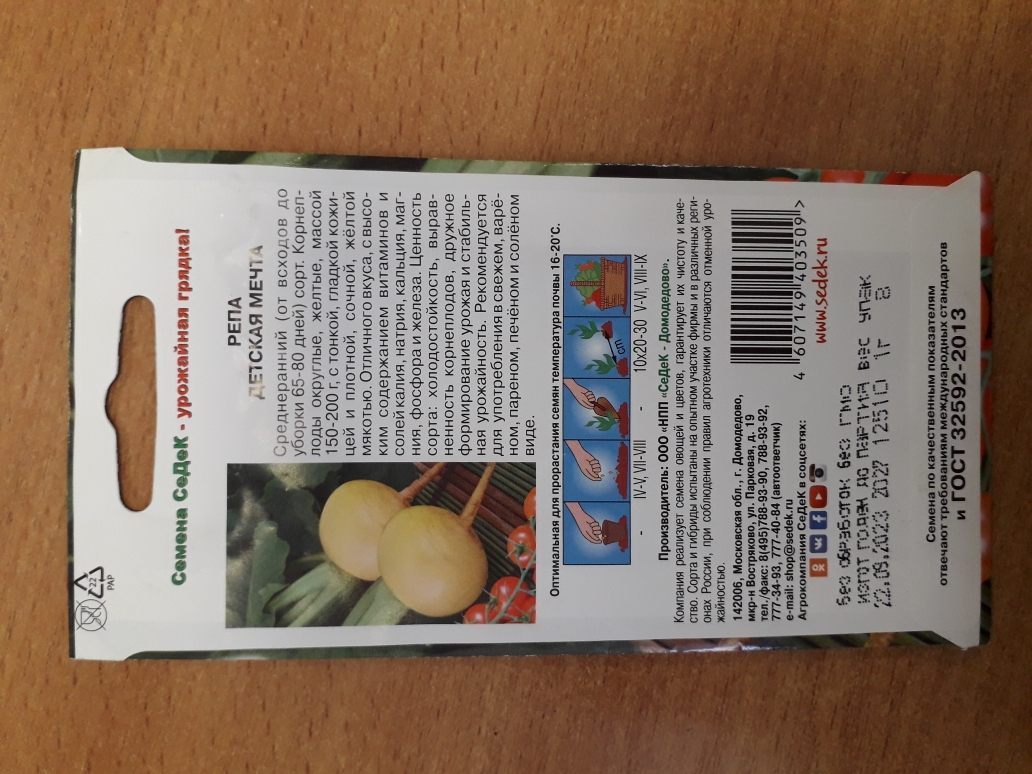 22
PAP
Семена СеДеК - урожайная грядка!
РЕПА
ДЕТСКАЯ МЕЧТА
Среднеранний (от всходов до
уборки 65-80 дней) сорт. Корнеп-
лоды округлые, желтые, массой
150-200 г, с тонкой, гладкой кожи-
цей и плотной, сочной, жёлтой
мякотью. Отличного вкуса, с высо-
ким содержанием витаминов и
солей калия, натрия, кальция, маг-
ния, фосфора и железа. Ценность
сорта: холодостойкость, вырав-
ненность корнеплодов, дружное
формирование урожая и стабиль-
ная урожайность. Рекомендуется
для употребления в свежем, варё-
ном, пареном, печёном и солёном
виде.
Оптимальная для прорастания семян температура почвы 16-20°С.
см
- IV-V, VII-VIII - 10x20-30 V-VI, VIII-IX
Производитель: ООО «НПП «СеДеК - Домодедово».
Компания реализует семена овощей и цветов, гарантирует их чистоту и каче-
ство. Сорта и гибриды испытаны на опытном участке фирмы и в различных реги-
онах России, при соблюдении правил агротехники отличаются отменной уро-
жайностью.
142006, Московская обл., г. Домодедово,
мкр-н Востряково, ул. Парковая, д. 19
тел./факс: 8(495)788-93-90, 788-93-92,
777-34-93, 777-40-84 (автоответчик)
e-mail: shop@sedek.ru
Агрокомпания СеДеК в соцсетях:
4 607149 403509 >
www.sedek.ru
без обработок без ГМО
изгот годен до партия вес упак
22.09.2023 2027 12510 1г В
Семена по качественным показателям
отвечают требованиям международных стандартов
и ГОСТ 32592-2013